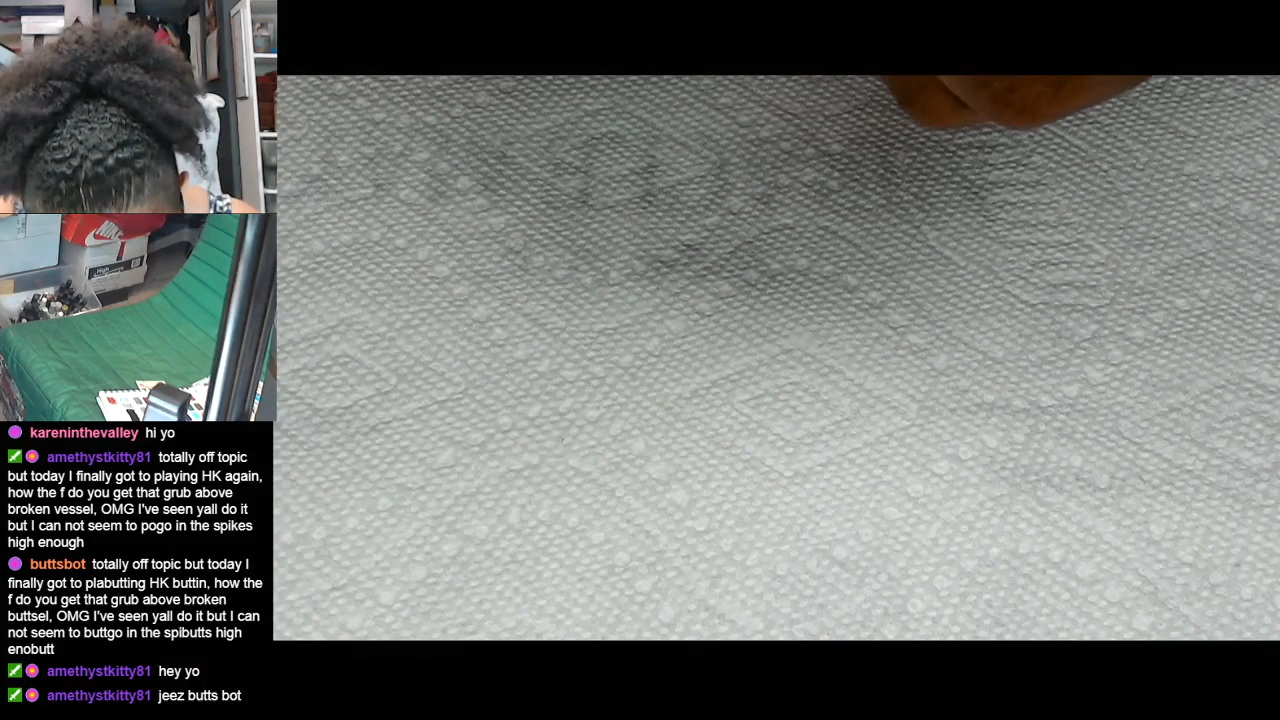 NIKE
High
kareninthevalley hi yo
amethystkitty81 totally off topic
but today I finally got to playing HK again,
how the f do you get that grub above
broken vessel, OMG I've seen yall do it
but I can not seem to pogo in the spikes
high enough
buttsbot totally off topic but today I
finally got to plabutting HK buttin, how the
f do you get that grub above broken
buttsel, OMG I've seen yall do it but I can
not seem to buttgo in the spibutts high
enobutt
amethystkitty81 hey yo
amethystkitty81 jeez butts bot